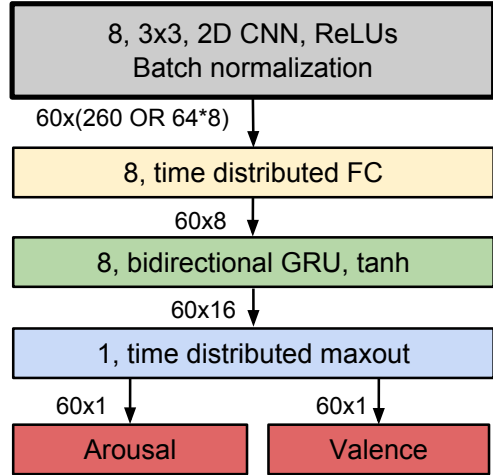 8, 3x3, 2D CNN, ReLUs
Batch normalization
60x(260 OR 64*8)
8, time distributed FC
60x8
8, bidirectional GRU, tanh
60x16
1, time distributed maxout
60x1
60x1
Arousal
Valence